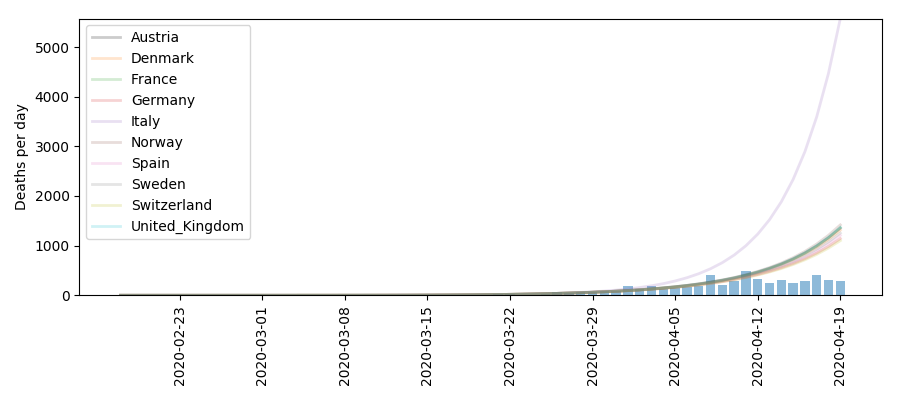 Deaths per day
5000
4000
3000
2000
1000
0
Austria
Denmark
France
Germany
Italy
Norway
Spain
Sweden
Switzerland
United_Kingdom
2020-02-23
2020-03-01
2020-03-08
2020-03-15
2020-03-22
2020-03-29
2020-04-05
2020-04-12
2020-04-19